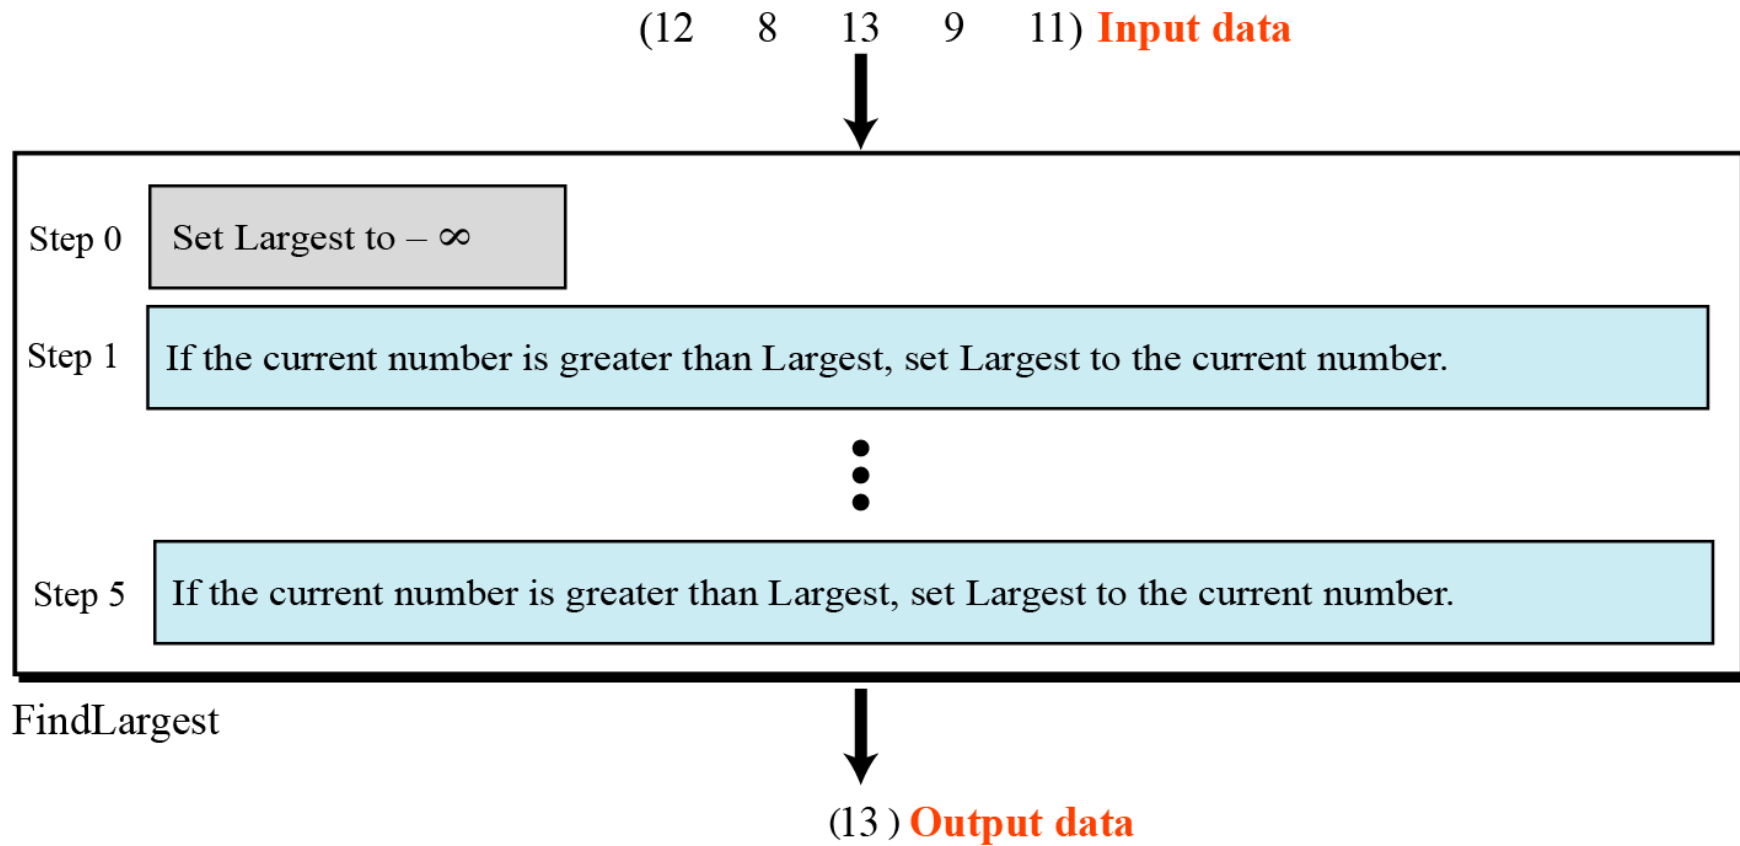 (12 8 13 9 11) Input data
Step 0 Set Largest to – ∞
Step 1 If the current number is greater than Largest, set Largest to the current number.
Step 5 If the current number is greater than Largest, set Largest to the current number.
FindLargest
(13 ) Output data